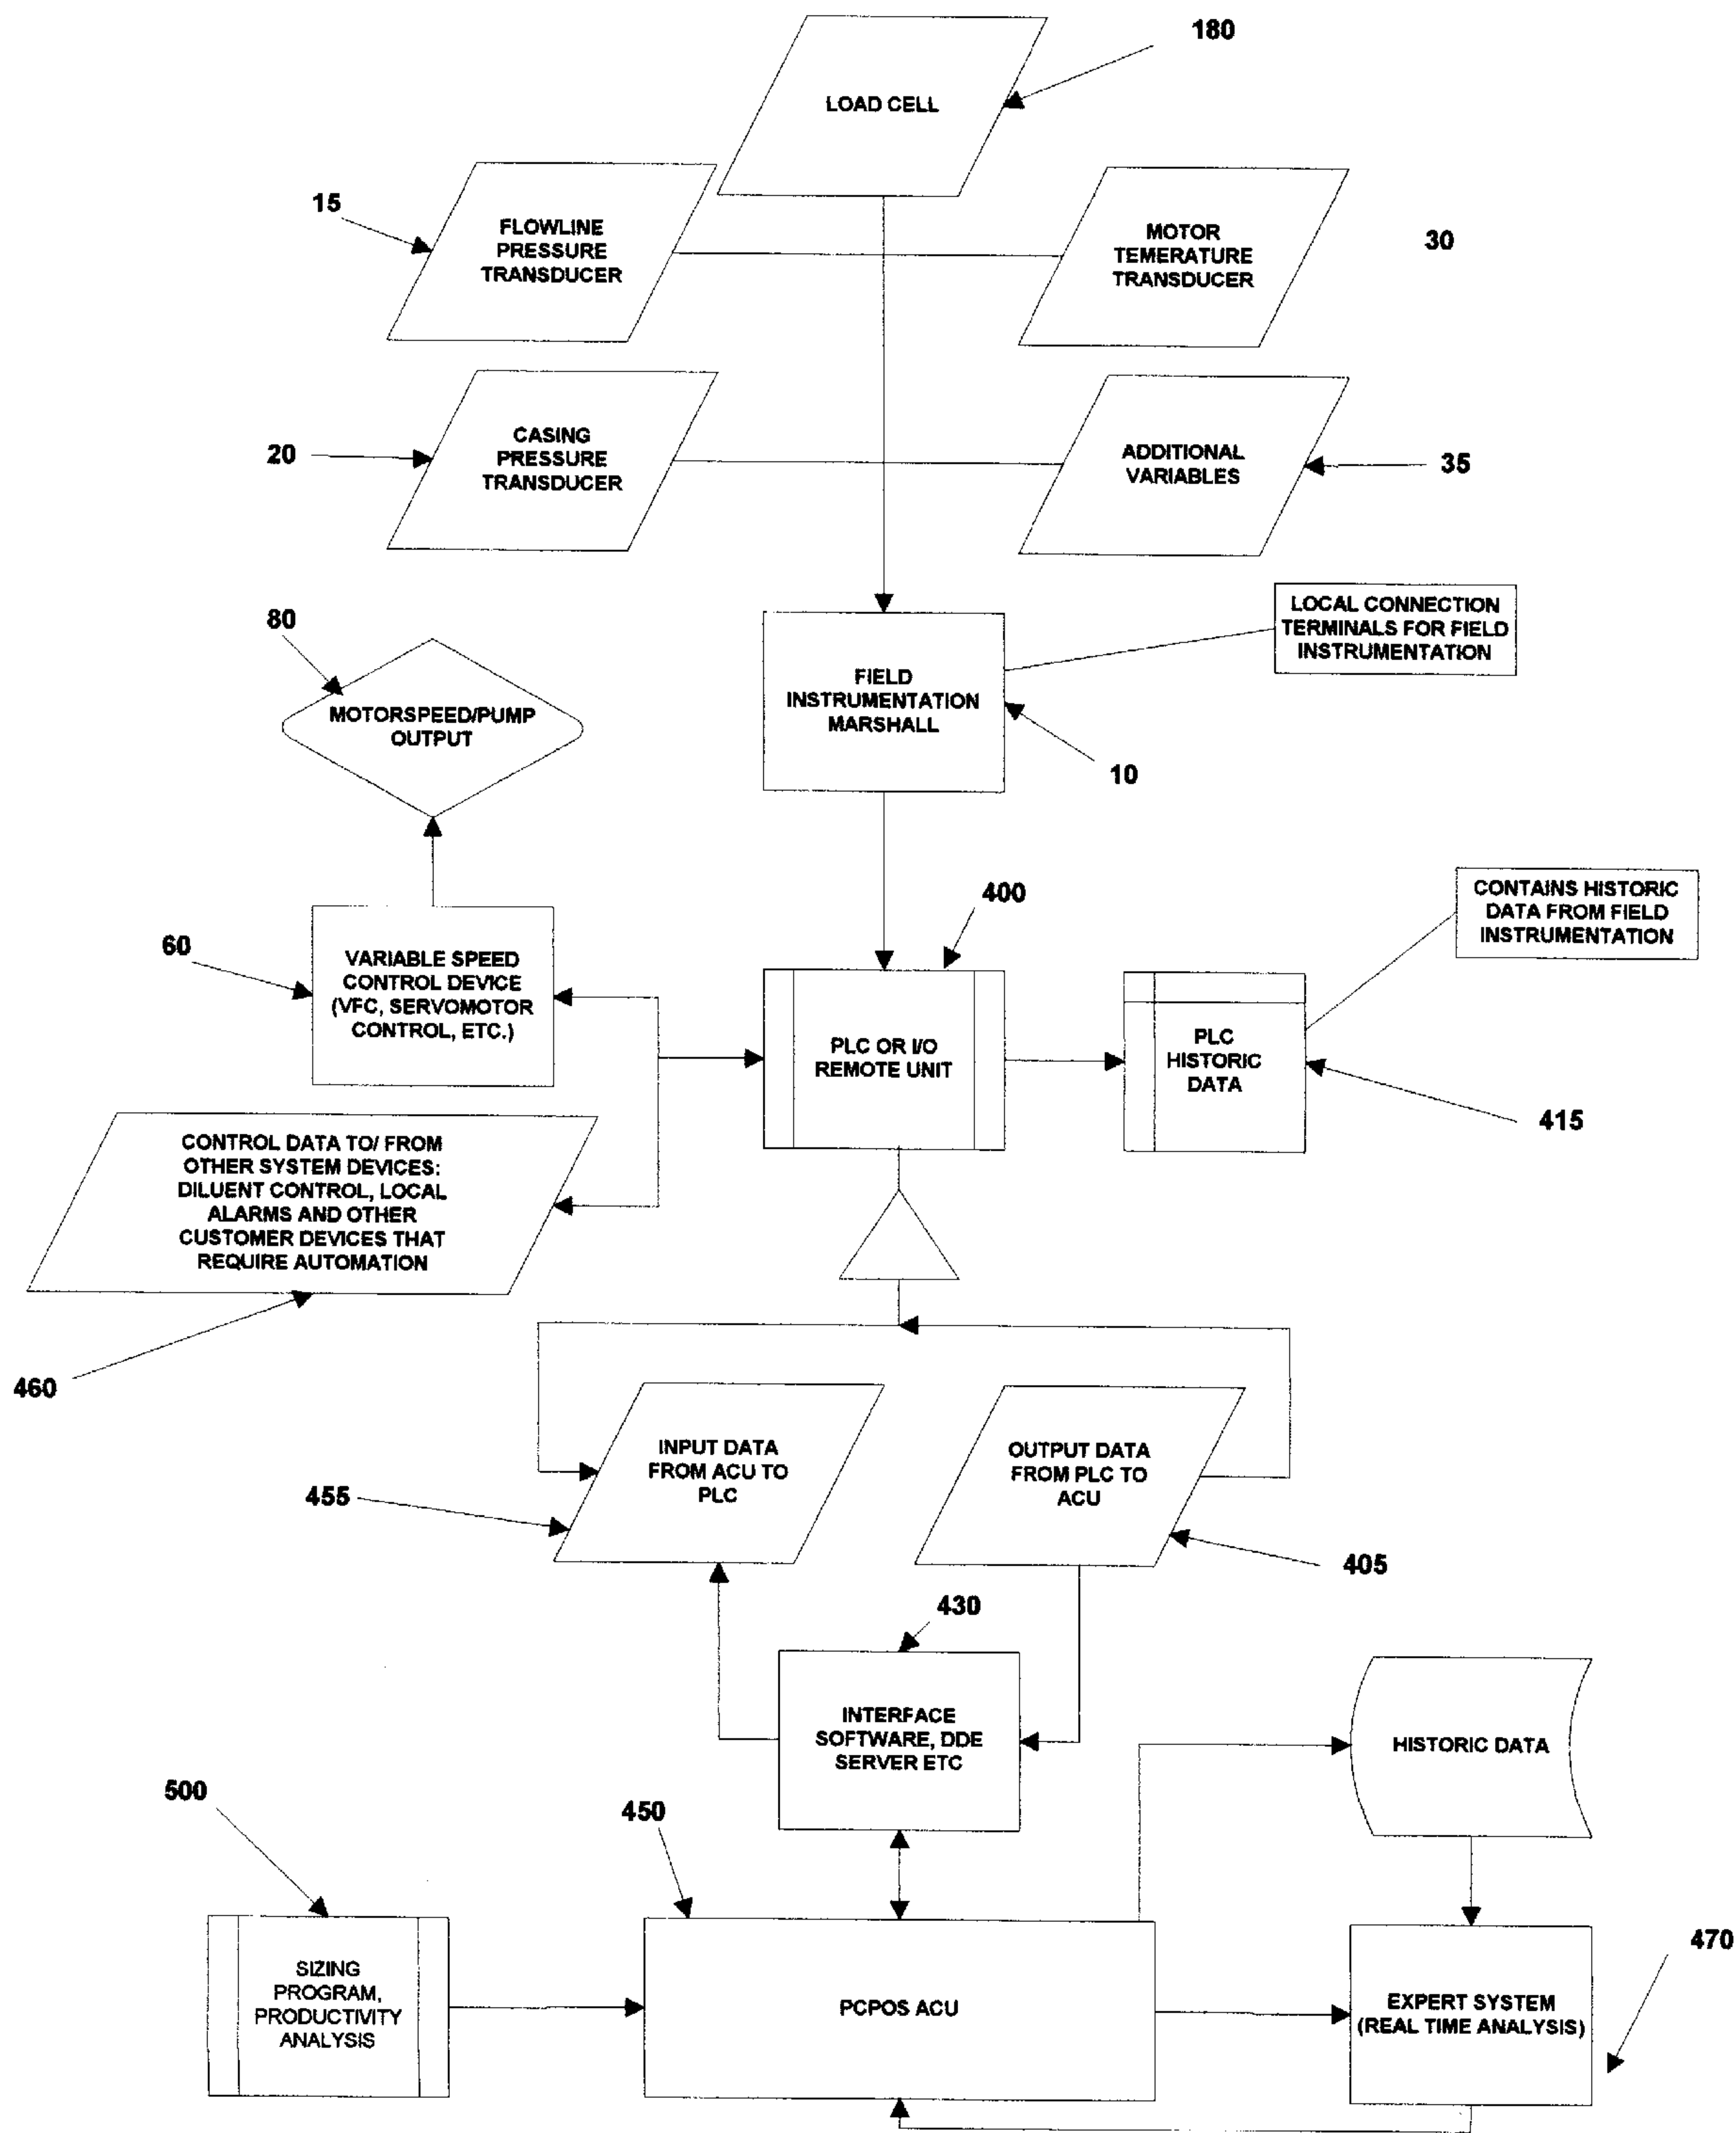 180
LOAD CELL
15
FLOWLINE
PRESSURE
TRANSDUCER
MOTOR
TEMERATURE
TRANSDUCER
30
20
CASING
PRESSURE
TRANSDUCER
ADDITIONAL
VARIABLES
35
80
MOTORSPEED/PUMP
OUTPUT
FIELD
INSTRUMENTATION
MARSHALL
LOCAL CONNECTION
TERMINALS FOR FIELD
INSTRUMENTATION
10
60
VARIABLE SPEED
CONTROL DEVICE
(VFC, SERVOMOTOR
CONTROL, ETC.)
400
PLC OR I/O
REMOTE UNIT
PLC
HISTORIC
DATA
CONTAINS HISTORIC
DATA FROM FIELD
INSTRUMENTATION
415
CONTROL DATA TO/ FROM
OTHER SYSTEM DEVICES:
DILUENT CONTROL, LOCAL
ALARMS AND OTHER
CUSTOMER DEVICES THAT
REQUIRE AUTOMATION
460
INPUT DATA
FROM ACU TO
PLC
455
OUTPUT DATA
FROM PLC TO
ACU
405
430
INTERFACE
SOFTWARE, DDE
SERVER ETC
HISTORIC DATA
500
450
SIZING
PROGRAM,
PRODUCTIVITY
ANALYSIS
PCPOS ACU
EXPERT SYSTEM
(REAL TIME ANALYSIS)
470